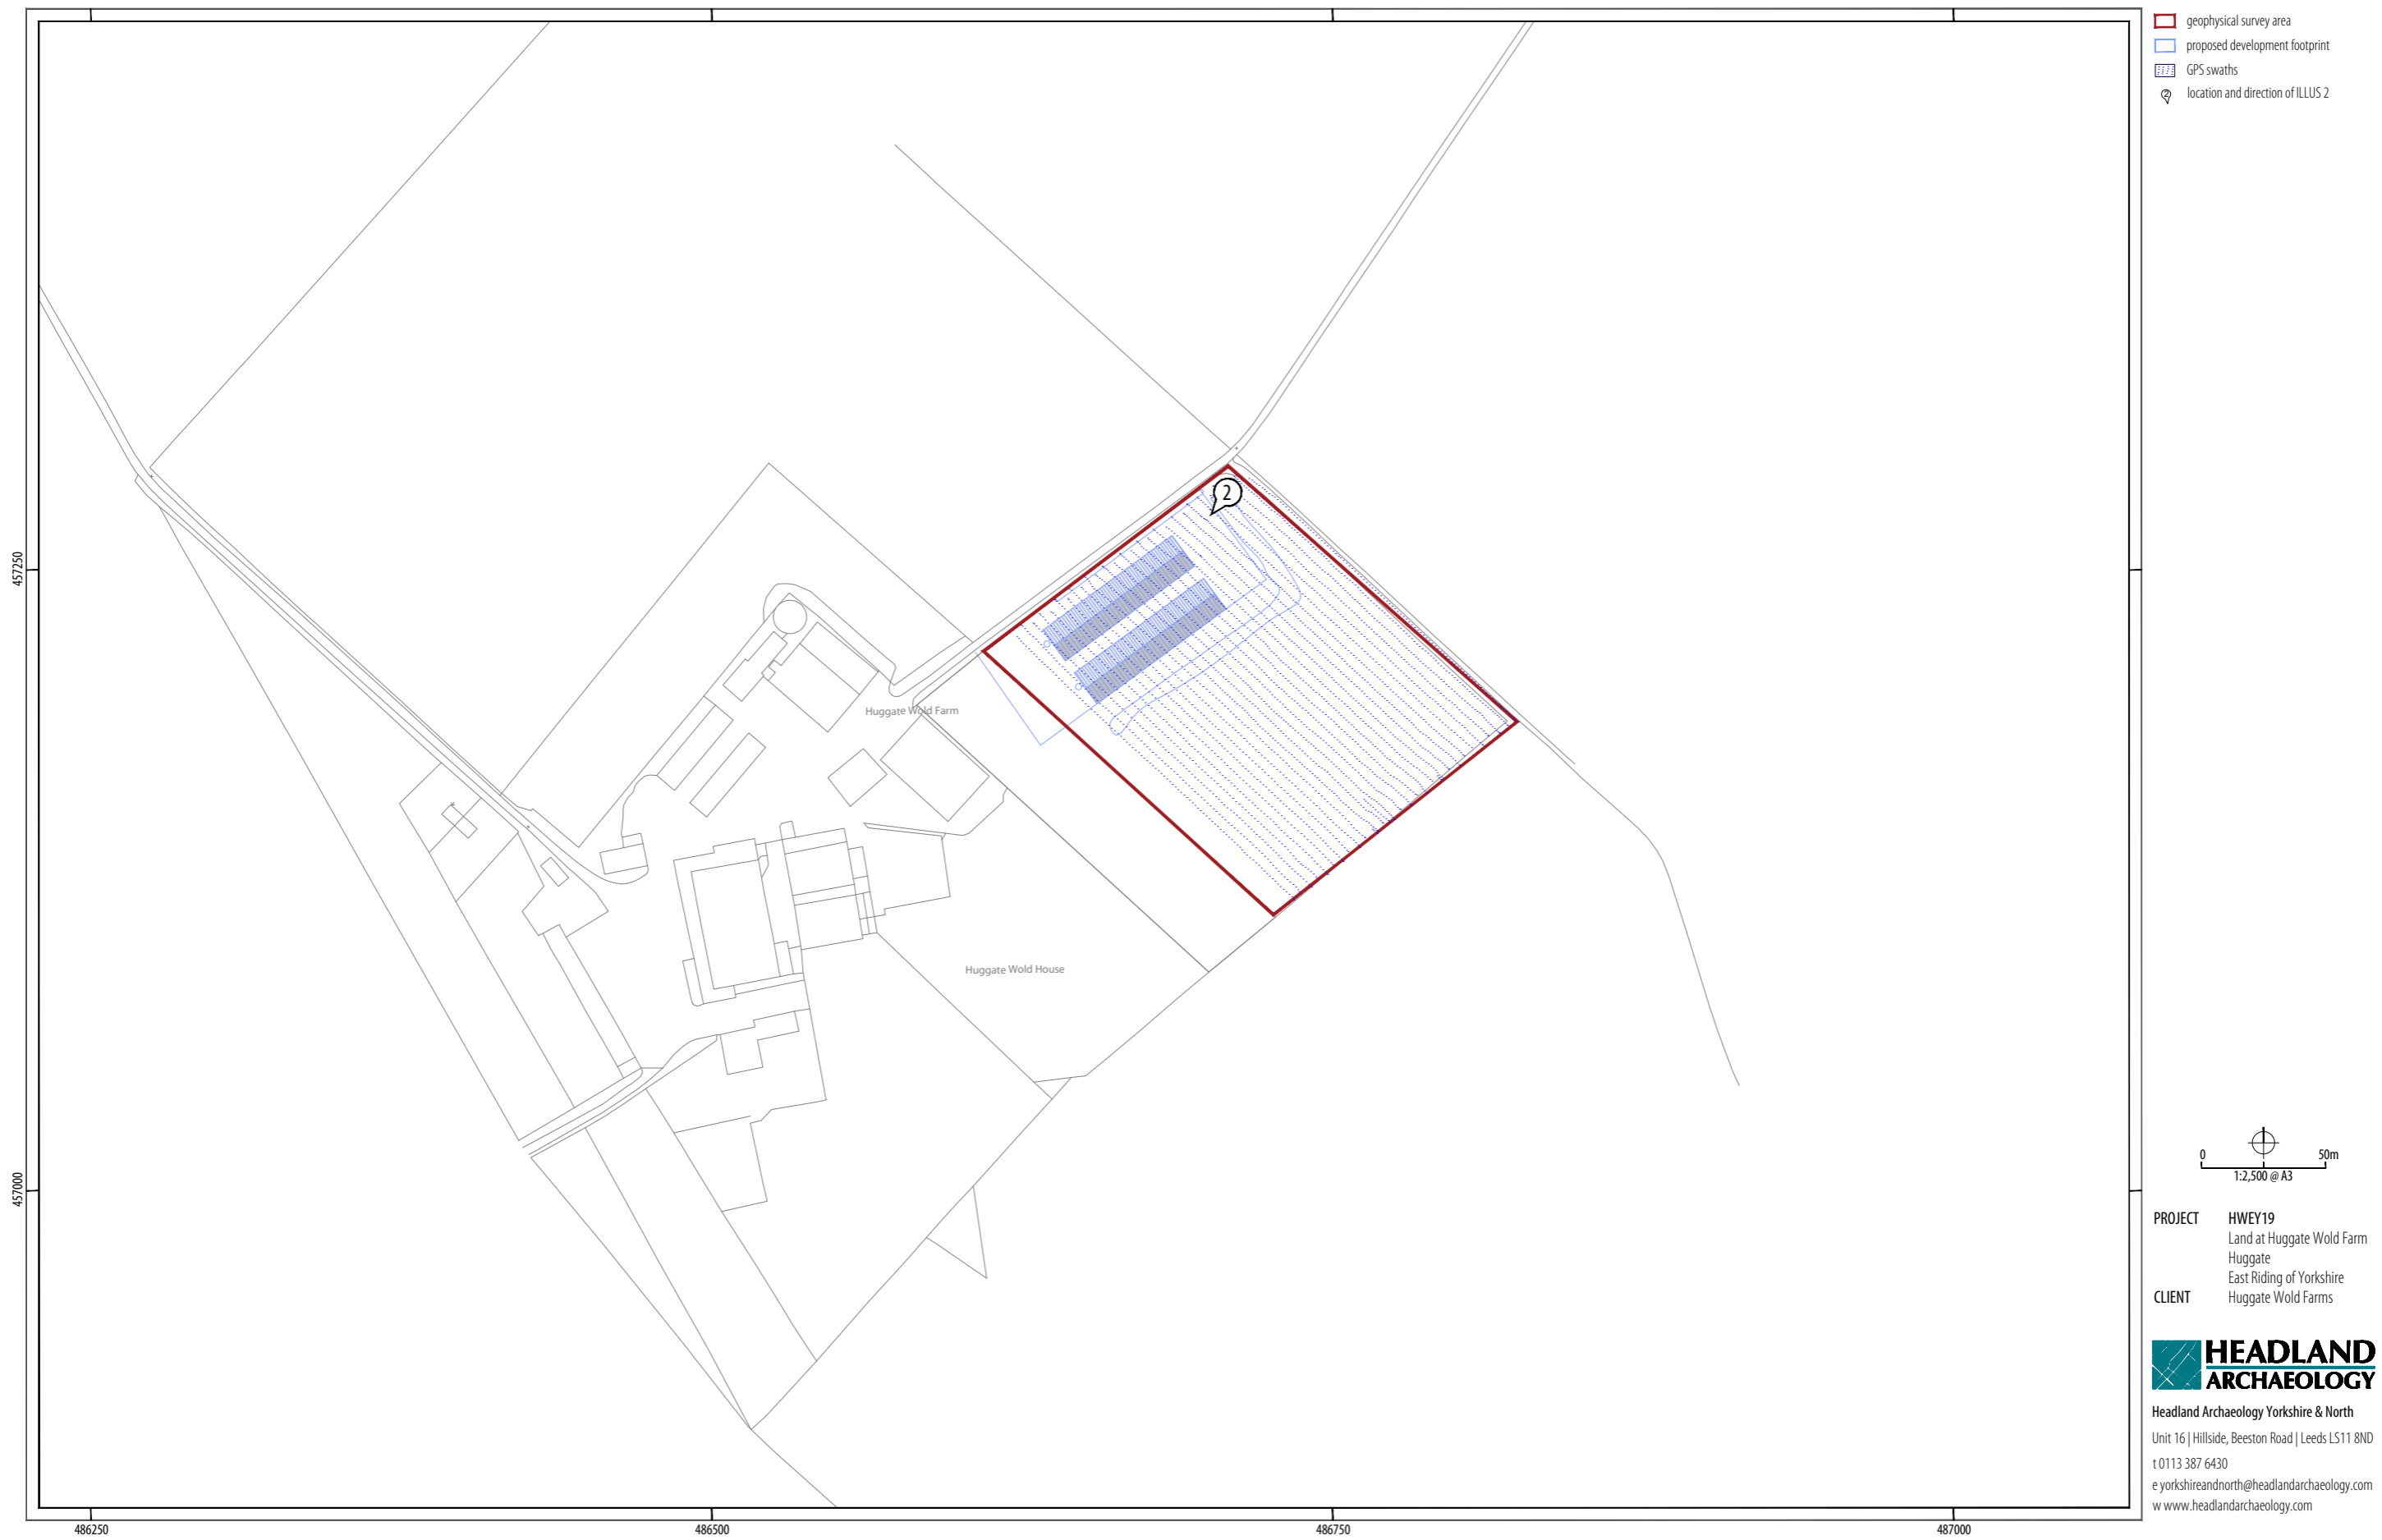 geophysical survey area
proposed development footprint
GPS swaths
2 location and direction of ILLUS 2
2
457250
Huggate Wold Farm
Huggate Wold House
457000
0 50m
1:2,500 @ A3
PROJECT HWEY19
Land at Huggate Wold Farm
Huggate
East Riding of Yorkshire
CLIENT Huggate Wold Farms
HEADLAND
ARCHAEOLOGY
Headland Archaeology Yorkshire & North
Unit 16 | Hillside, Beeston Road | Leeds LS11 8ND
t 0113 387 6430
e yorkshireandnorth@headlandarchaeology.com
w www.headlandarchaeology.com
486250 486500 486750 487000